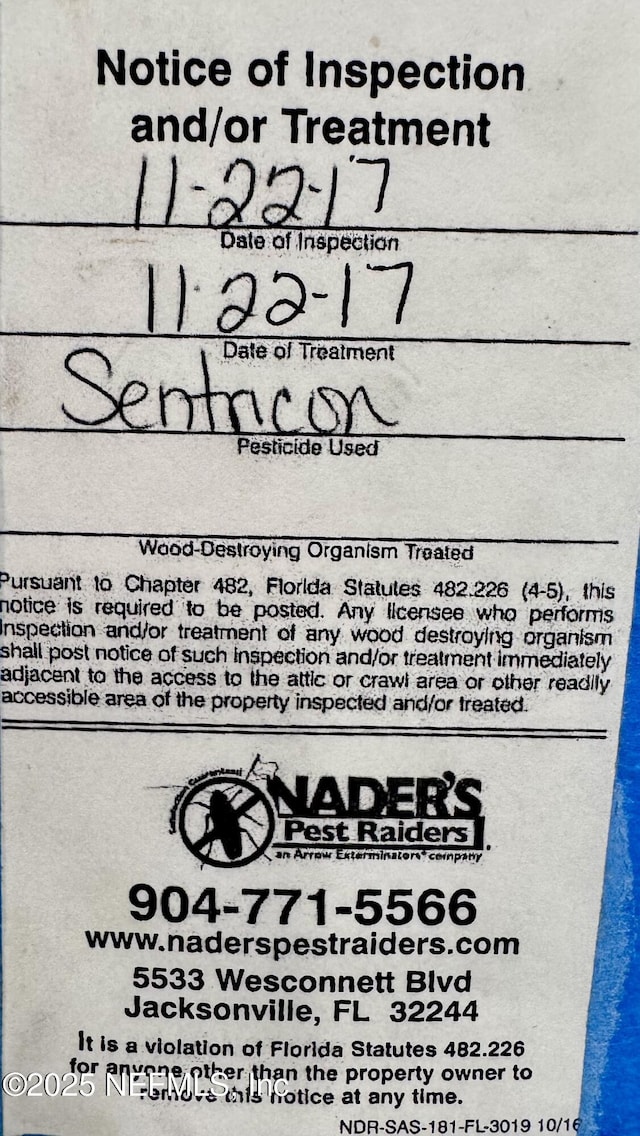 Notice of Inspection
and/or Treatment
11-22-17
Date of Inspection
11-22-17
Date of Treatment
Sentricon
Pesticide Used
Wood-Destroying Organism Treated
Pursuant to Chapter 482, Florida Statutes 482.226 (4-5), this
notice is required to be posted. Any licensee who performs
inspection and/or treatment of any wood destroying organism
shall post notice of such inspection and/or treatment immediately
adjacent to the access to the attic or crawl area or other readily
accessible area of the property inspected and/or treated.
Satisfaction Guaranteed!
NADER'S
Pest Raiders
an Arrow Exterminators company
904-771-5566
www.naderspestraiders.com
5533 Wesconnett Blvd
Jacksonville, FL 32244
It is a violation of Florida Statutes 482.226
for anyone other than the property owner to
remove this notice at any time.
©2025 NEFMLS, Inc
NDR-SAS-181-FL-3019 10/16